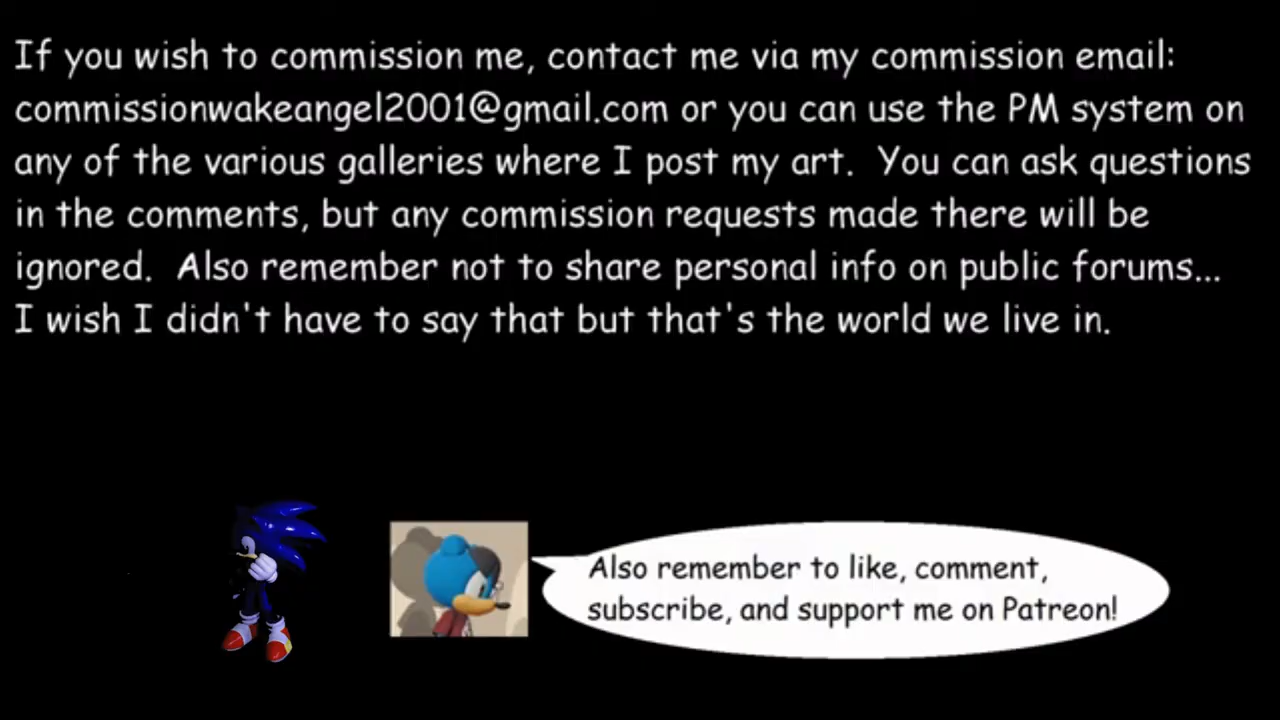 If you wish to commission me, contact me via my commission email:
commissionwakeangel2001@gmail.com or you can use the PM system on
any of the various galleries where I post my art.  You can ask questions
in the comments, but any commission requests made there will be
ignored.  Also remember not to share personal info on public forums...
I wish I didn't have to say that but that's the world we live in.
Also remember to like, comment,
subscribe, and support me on Patreon!